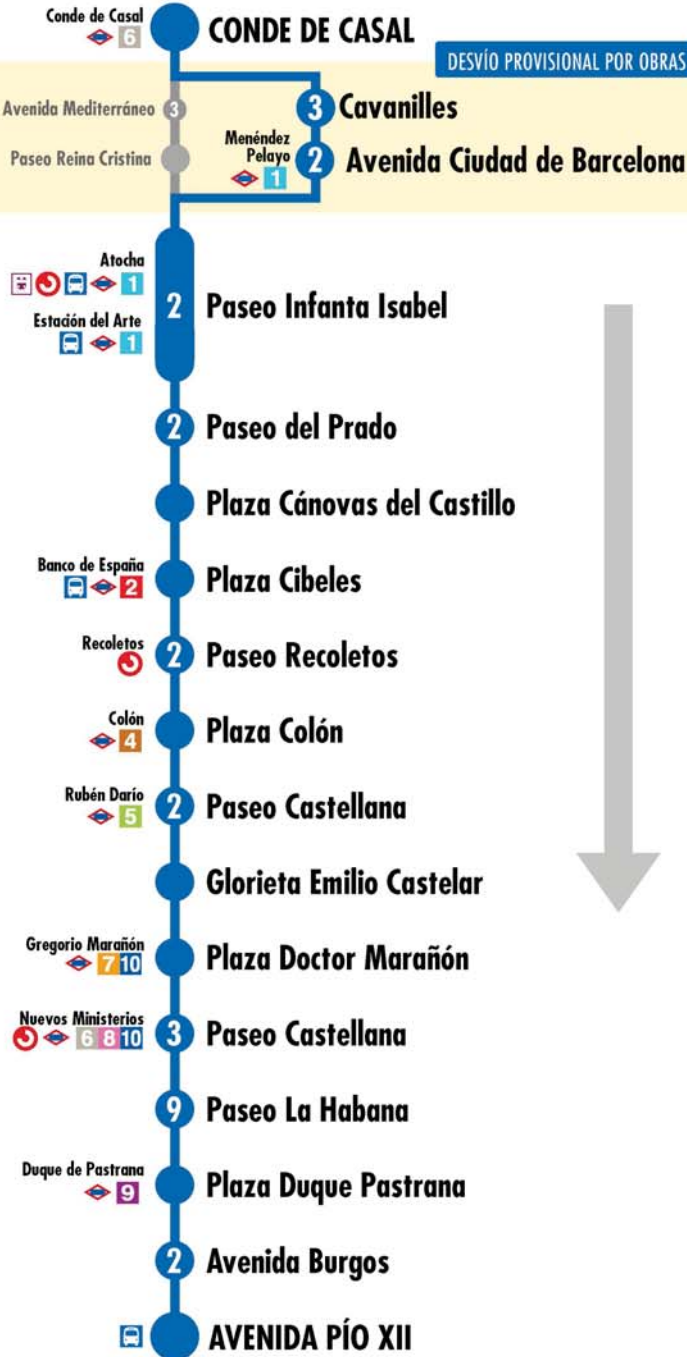 Conde de Casal
6
CONDE DE CASAL
DESVÍO PROVISIONAL POR OBRAS
Avenida Mediterráneo 3
3 Cavanilles
Paseo Reina Cristina
Menéndez
Pelayo
1
2 Avenida Ciudad de Barcelona
Atocha
1
Estación del Arte
1
2 Paseo Infanta Isabel
2 Paseo del Prado
Plaza Cánovas del Castillo
Banco de España
2
Plaza Cibeles
Recoletos
2 Paseo Recoletos
Colón
4
Plaza Colón
Rubén Darío
5
2 Paseo Castellana
Glorieta Emilio Castelar
Gregorio Marañón
7 10
Plaza Doctor Marañón
Nuevos Ministerios
6 8 10
3 Paseo Castellana
9 Paseo La Habana
Duque de Pastrana
9
Plaza Duque Pastrana
2 Avenida Burgos
AVENIDA PÍO XII